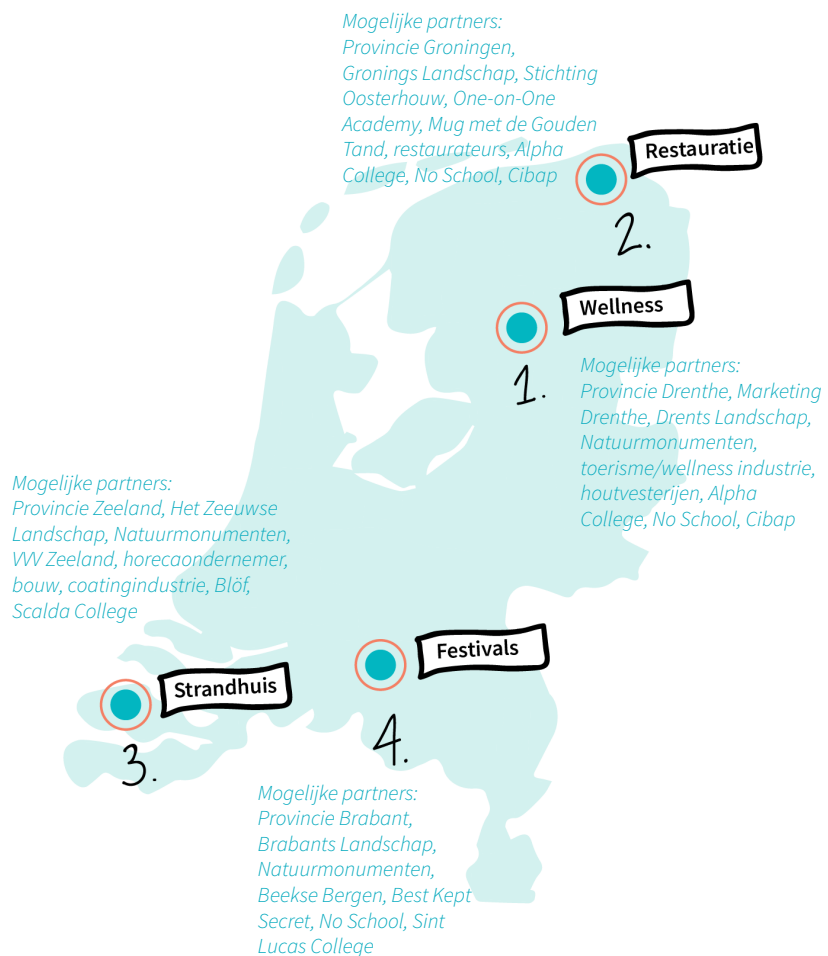 Mogelijke partners:
Provincie Groningen,
Gronings Landschap, Stichting
Oosterhouw, One-on-One
Academy, Mug met de Gouden
Tand, restaurateurs, Alpha
College, No School, Cibap
Restauratie
2.
Wellness
1.
Mogelijke partners:
Provincie Drenthe, Marketing
Drenthe, Drents Landschap,
Natuurmonumenten,
toerisme/wellness industrie,
houtvesterijen, Alpha
College, No School, Cibap
Mogelijke partners:
Provincie Zeeland, Het Zeeuwse
Landschap, Natuurmonumenten,
VVV Zeeland, horecaondernemer,
bouw, coatingindustrie, Blöf,
Scalda College
Festivals
Strandhuis
4.
3.
Mogelijke partners:
Provincie Brabant,
Brabants Landschap,
Natuurmonumenten,
Beekse Bergen, Best Kept
Secret, No School, Sint
Lucas College